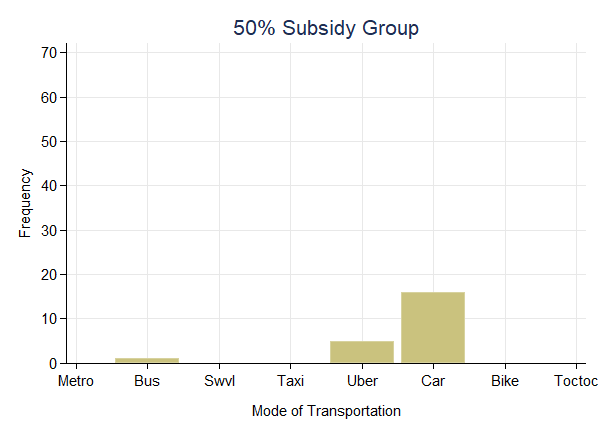 50% Subsidy Group
70
60
50
40
30
20
10
0
Frequency
Metro Bus Swvl Taxi Uber Car Bike Toctoc
Mode of Transportation